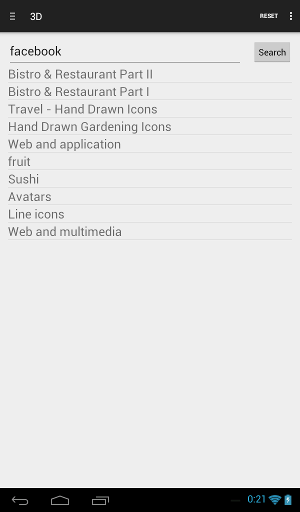 3D
RESET
facebook
Search
Bistro & Restaurant Part II
Bistro & Restaurant Part I
Travel - Hand Drawn Icons
Hand Drawn Gardening Icons
Web and application
fruit
Sushi
Avatars
Line icons
Web and multimedia
0:21